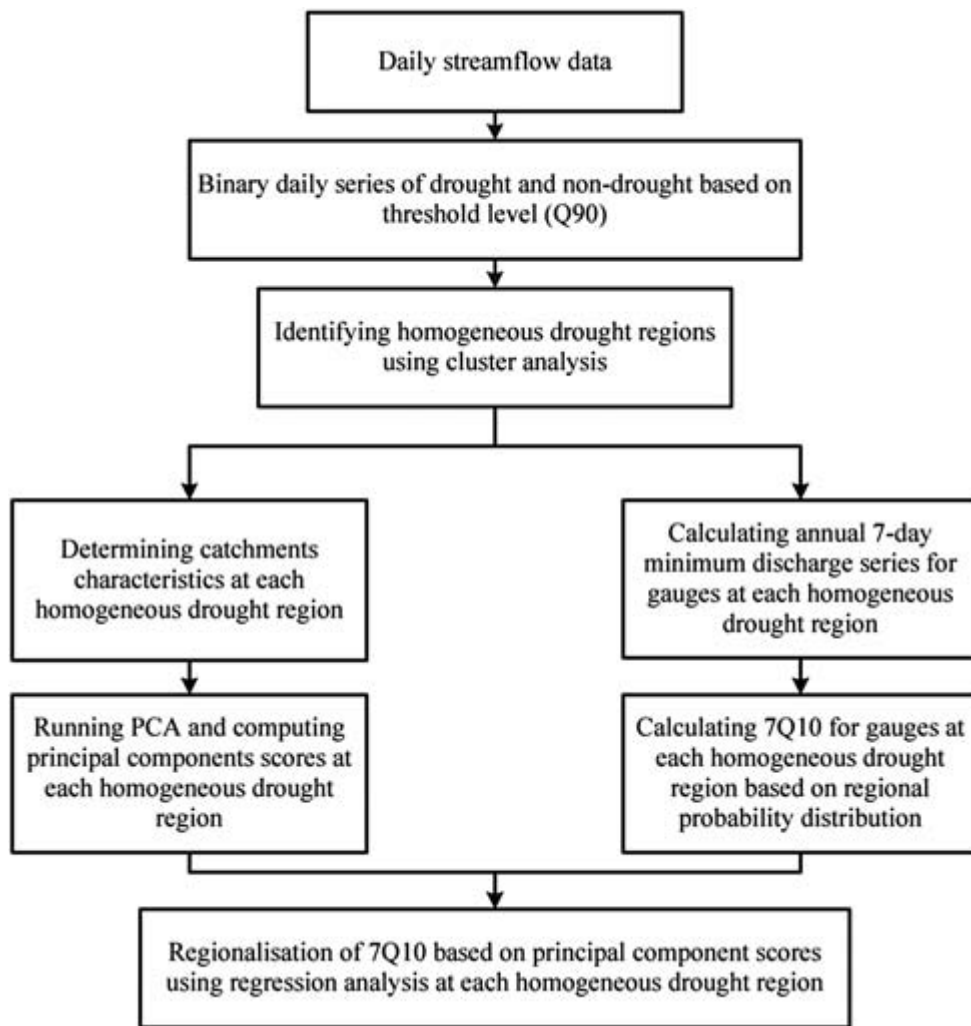 Daily streamflow data
Binary daily series of drought and non-drought based on
threshold level (Q90)
Identifying homogeneous drought regions
using cluster analysis
Determining catchments
characteristics at each
homogeneous drought region
Calculating annual 7-day
minimum discharge series for
gauges at each homogeneous
drought region
Running PCA and computing
principal components scores at
each homogeneous drought
region
Calculating 7Q10 for gauges at
each homogeneous drought
region based on regional
probability distribution
Regionalisation of 7Q10 based on principal component scores
using regression analysis at each homogeneous drought region